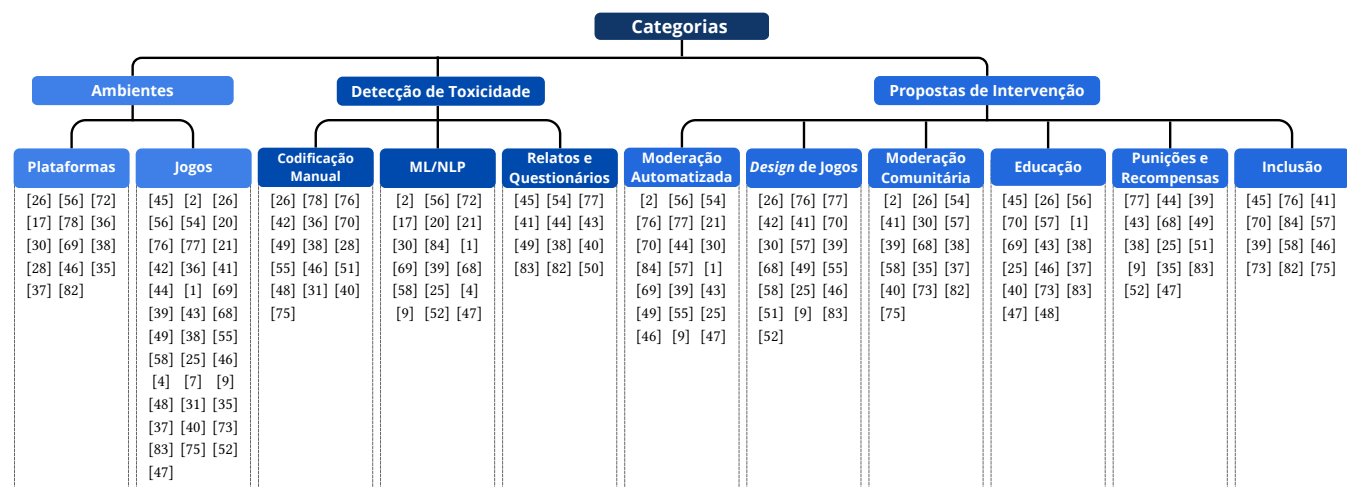 Categorias
Ambientes
Detecção de Toxicidade
Propostas de Intervenção
Plataformas
[26] [56] [72]
[17] [78] [36]
[30] [69] [38]
[28] [46] [35]
[37] [82]
Jogos
[45] [2] [26]
[56] [54] [20]
[76] [77] [21]
[42] [36] [41]
[44] [1] [69]
[39] [43] [68]
[49] [38] [55]
[58] [25] [46]
[4] [7] [9]
[48] [31] [35]
[37] [40] [73]
[83] [75] [52]
[47]
Codificação
Manual
[26] [78] [76]
[42] [36] [70]
[49] [38] [28]
[55] [46] [51]
[48] [31] [40]
[75]
ML/NLP
[2] [56] [72]
[17] [20] [21]
[30] [84] [1]
[69] [39] [68]
[58] [25] [4]
[9] [52] [47]
Relatos e
Questionários
[45] [54] [77]
[41] [44] [43]
[49] [38] [40]
[83] [82] [50]
Moderação
Automatizada
[2] [56] [54]
[76] [77] [21]
[70] [44] [30]
[84] [57] [1]
[69] [39] [43]
[49] [55] [25]
[46] [9] [47]
Design de Jogos
[26] [76] [77]
[42] [41] [70]
[30] [57] [39]
[68] [49] [55]
[58] [25] [46]
[51] [9] [83]
[52]
Moderação
Comunitária
[2] [26] [54]
[41] [30] [57]
[39] [68] [38]
[58] [35] [37]
[40] [73] [82]
[75]
Educação
[45] [26] [56]
[70] [57] [1]
[69] [43] [38]
[25] [46] [37]
[40] [73] [83]
[47] [48]
Punições e
Recompensas
[77] [44] [39]
[43] [68] [49]
[38] [25] [51]
[9] [35] [83]
[52] [47]
Inclusão
[45] [76] [41]
[70] [84] [57]
[39] [58] [46]
[73] [82] [75]